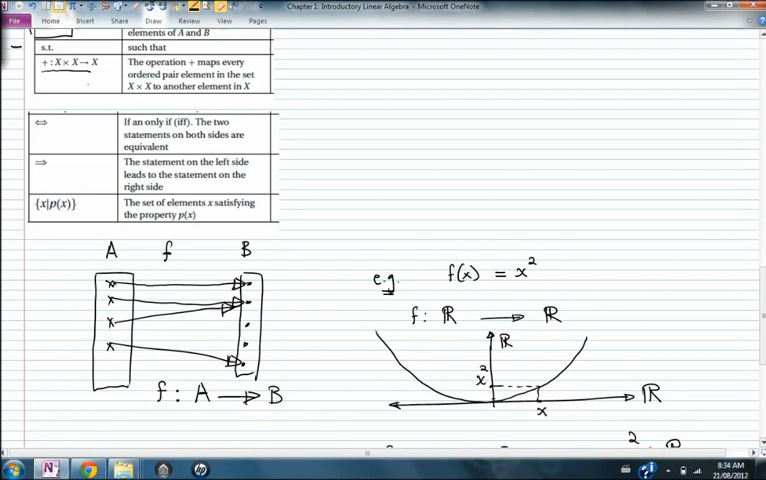 Chapter 1: Introductory Linear Algebra - Microsoft OneNote
File Home Insert Share Draw Review View Pages
elements of A and B
s.t. such that
+ : X × X → X The operation + maps every
ordered pair element in the set
X × X to another element in X
⇔ If an only if (iff). The two
statements on both sides are
equivalent
⇒ The statement on the left side
leads to the statement on the
right side
{x|p(x)} The set of elements x satisfying
the property p(x)
A f B
f : A → B
e.g. f(x) = x²
f: ℝ → ℝ
ℝ
x²
x
ℝ
8:34 AM
21/08/2012